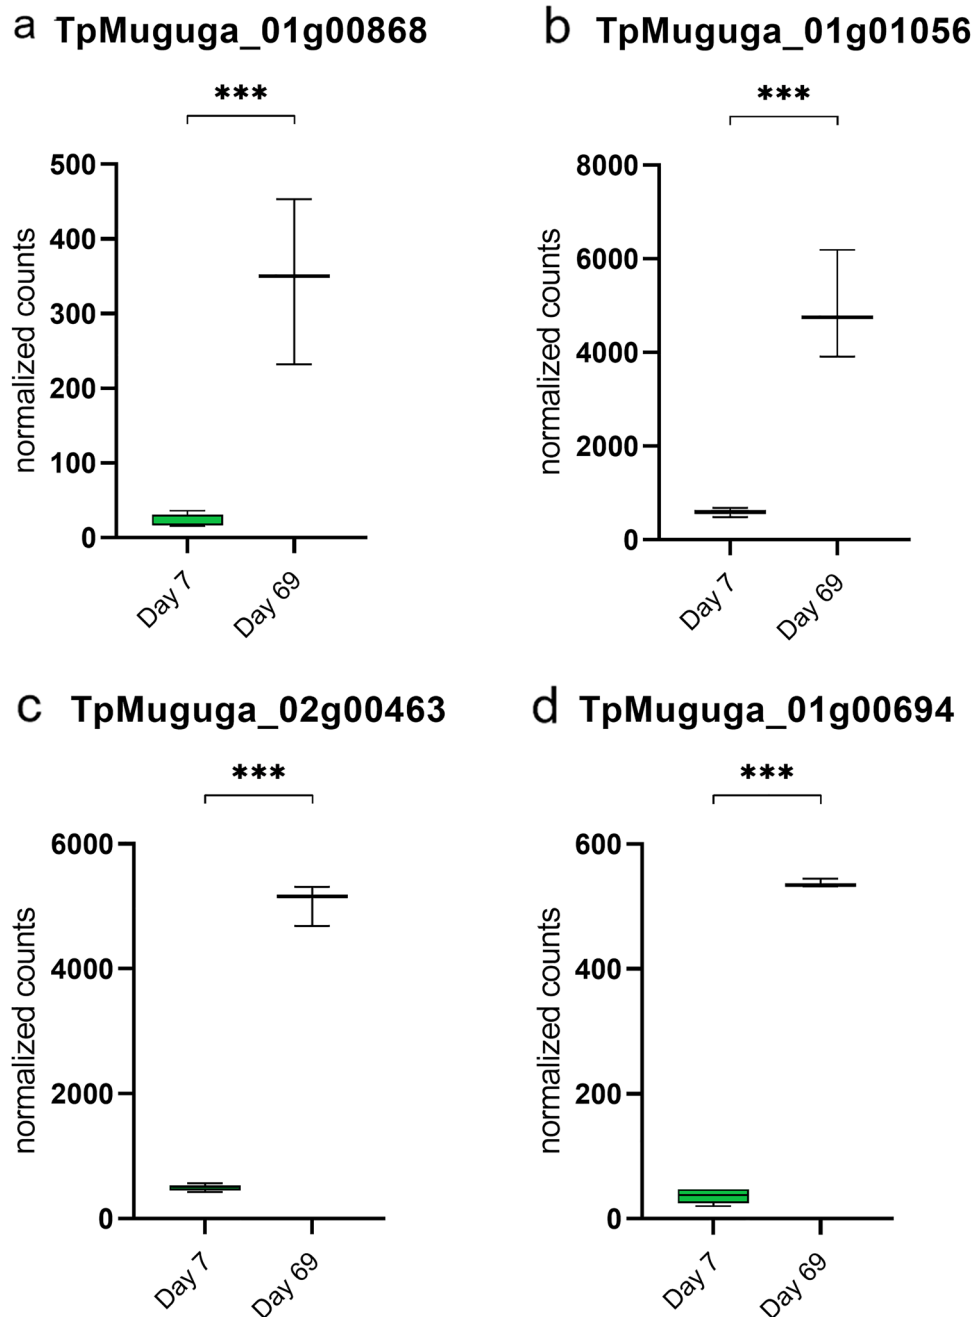 a TpMuguga_01g00868
***
500
400
300
200
100
0
normalized counts
Day 7
Day 69
b TpMuguga_01g01056
***
8000
6000
4000
2000
0
normalized counts
Day 7
Day 69
c TpMuguga_02g00463
***
6000
4000
2000
0
normalized counts
Day 7
Day 69
d TpMuguga_01g00694
***
600
400
200
0
normalized counts
Day 7
Day 69